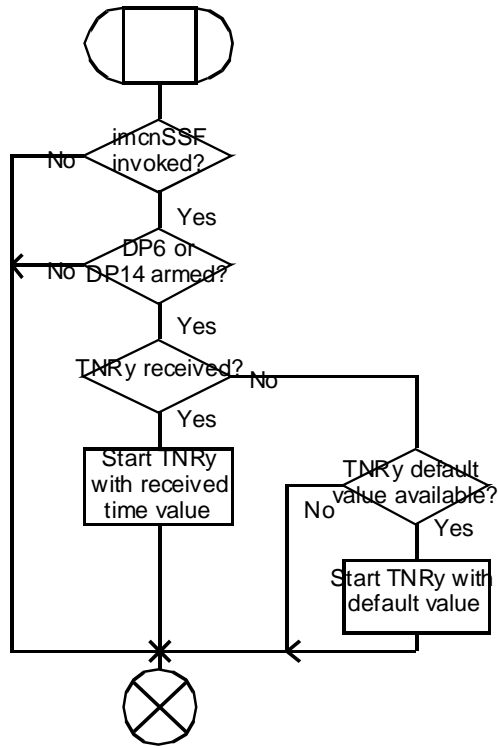 imcnSSF
invoked?
No
Yes
DP6 or
DP14 armed?
No
Yes
TNRy received?
No
Yes
Start TNRy
with received
time value
TNRy default
value available?
No
Yes
Start TNRy with
default value